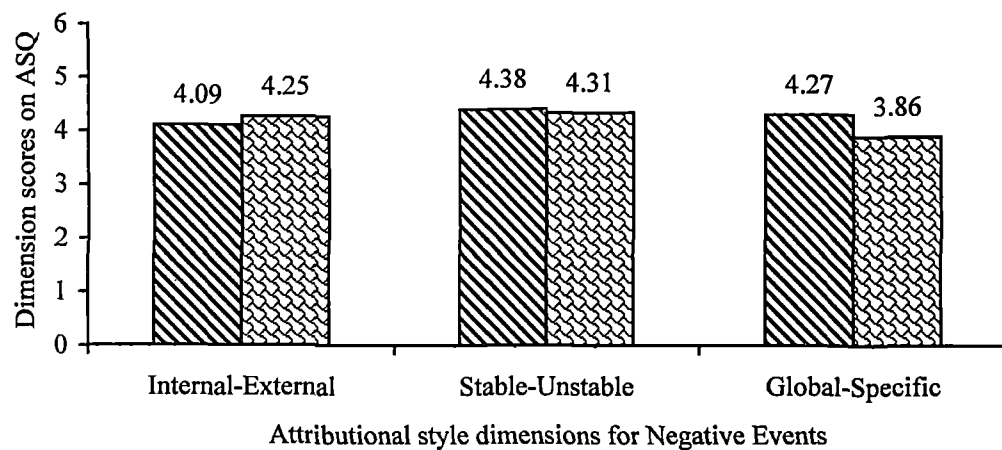 Dimension scores on ASQ
6
5
4
3
2
1
0
4.09
4.25
4.38
4.31
4.27
3.86
Internal-External
Stable-Unstable
Global-Specific
Attributional style dimensions for Negative Events